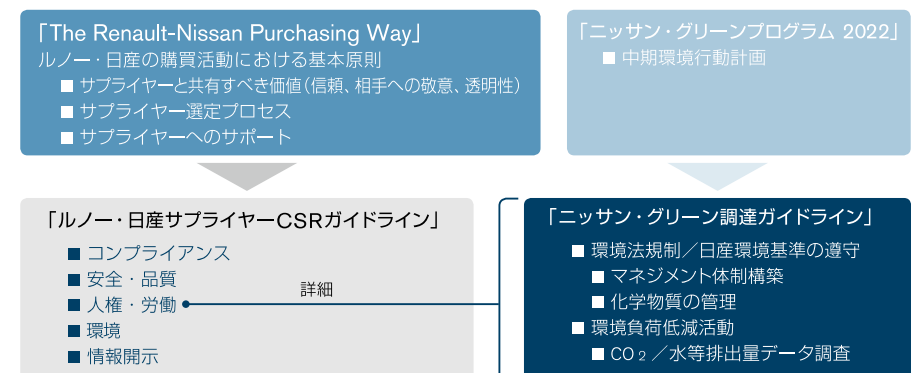 「The Renault-Nissan Purchasing Way」
ルノー・日産の購買活動における基本原則
■ サプライヤーと共有すべき価値（信頼、相手への敬意、透明性）
■ サプライヤー選定プロセス
■ サプライヤーへのサポート
「ニッサン・グリーンプログラム 2022」
■ 中期環境行動計画
「ルノー・日産サプライヤーCSRガイドライン」
■ コンプライアンス
■ 安全・品質
■ 人権・労働
■ 環境
■ 情報開示
詳細
「ニッサン・グリーン調達ガイドライン」
■ 環境法規制／日産環境基準の遵守
■ マネジメント体制構築
■ 化学物質の管理
■ 環境負荷低減活動
■ CO₂／水等排出量データ調査